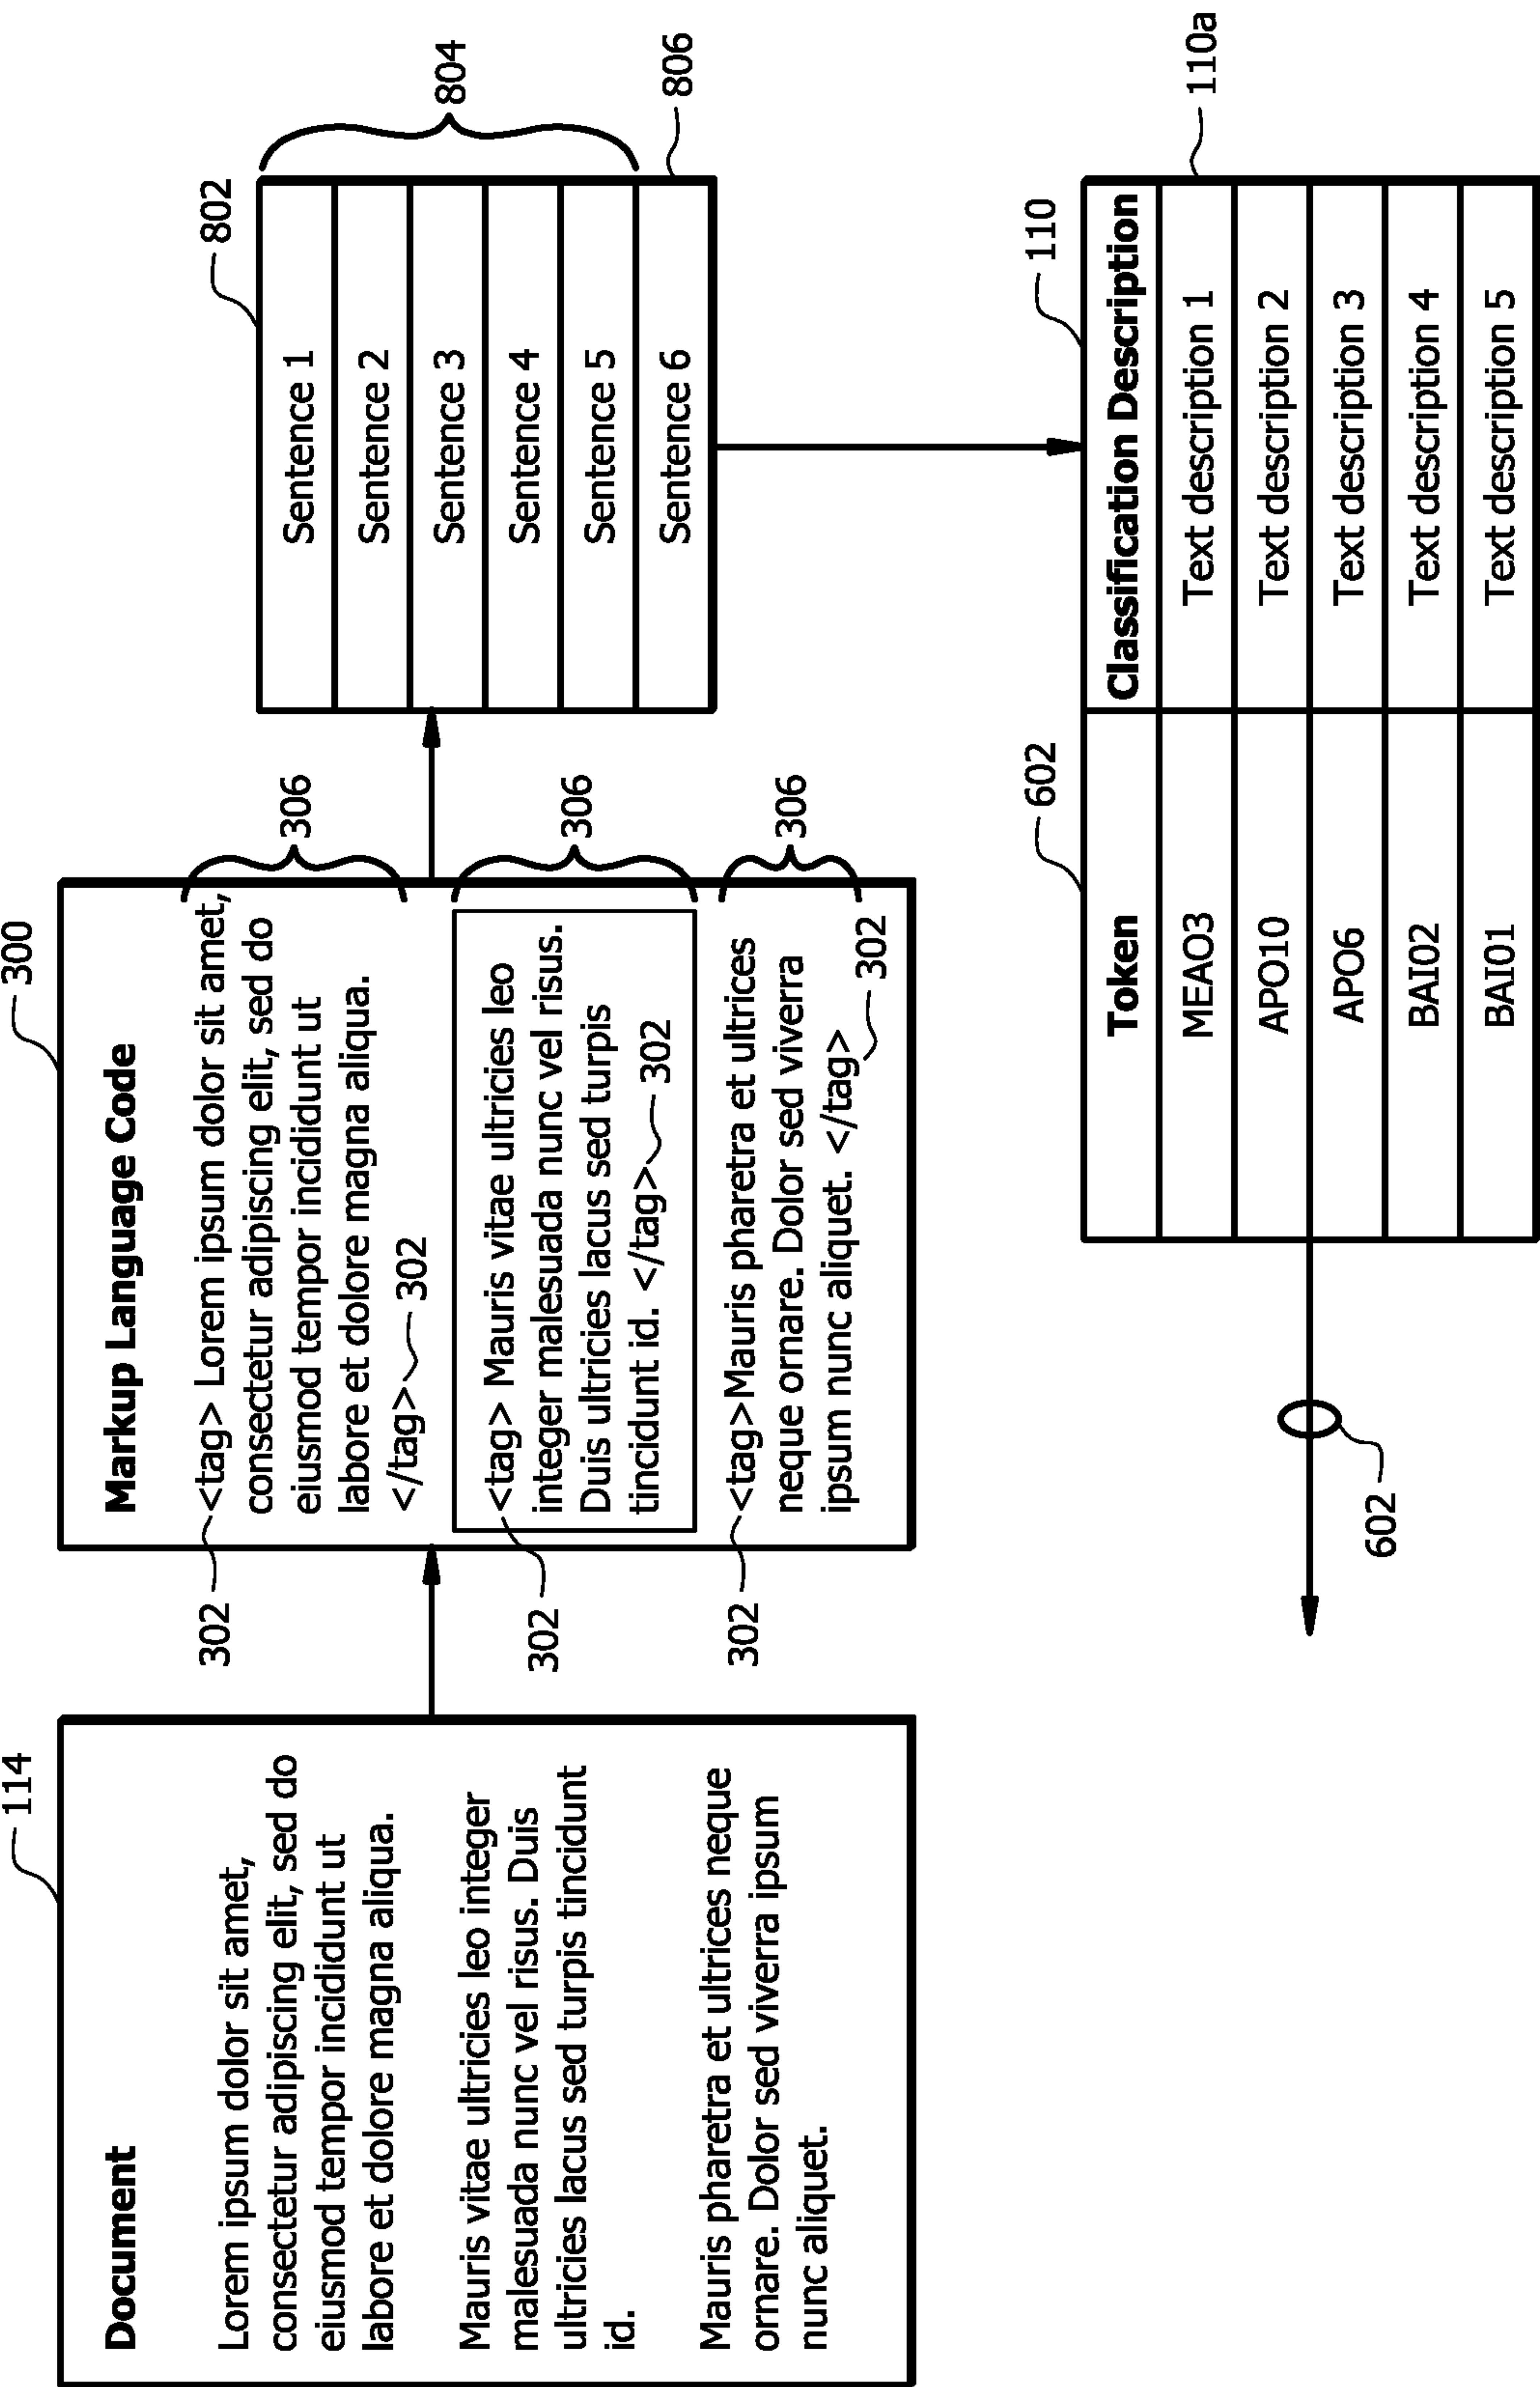 114
Document
Lorem ipsum dolor sit amet,
consectetur adipiscing elit, sed do
eiusmod tempor incididunt ut
labore et dolore magna aliqua.
Mauris vitae ultricies leo integer
malesuada nunc vel risus. Duis
ultricies lacus sed turpis tincidunt
id.
Mauris pharetra et ultrices neque
ornare. Dolor sed viverra ipsum
nunc aliquet.
300
Markup Language Code
302 <tag> Lorem ipsum dolor sit amet,
consectetur adipiscing elit, sed do
eiusmod tempor incididunt ut
labore et dolore magna aliqua.
</tag> 302
306
<tag> Mauris vitae ultricies leo
integer malesuada nunc vel risus.
Duis ultricies lacus sed turpis
tincidunt id. </tag> 302
302
306
302 <tag>Mauris pharetra et ultrices
neque ornare. Dolor sed viverra
ipsum nunc aliquet. </tag>
302
306
802
Sentence 1
Sentence 2
Sentence 3
Sentence 4
Sentence 5
Sentence 6
804
806
602
110
Token Classification Description
MEAO3 Text description 1
APO10 Text description 2
APO6 Text description 3
BAI02 Text description 4
BAI01 Text description 5
110a
602